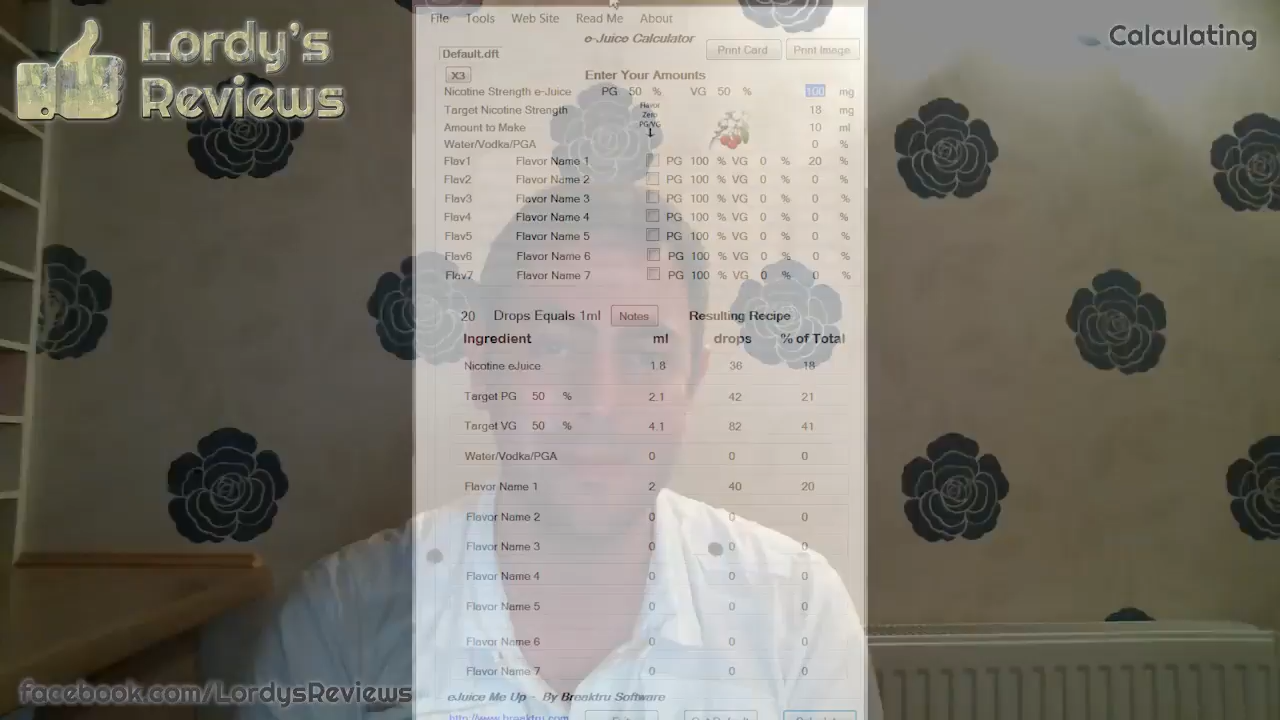 Lordy's
Reviews
Calculating
File Tools Web Site Read Me About
e-Juice Calculator
Default.dft
Print Card
Print Image
X3
Enter Your Amounts
Nicotine Strength e-Juice PG 50 % VG 50 % 100 mg
Target Nicotine Strength 18 mg
Flavor
Zero
PG/VG
Amount to Make 10 ml
Water/Vodka/PGA 0 %
Flav1 Flavor Name 1 PG 100 % VG 0 % 20 %
Flav2 Flavor Name 2 PG 100 % VG 0 % 0 %
Flav3 Flavor Name 3 PG 100 % VG 0 % 0 %
Flav4 Flavor Name 4 PG 100 % VG 0 % 0 %
Flav5 Flavor Name 5 PG 100 % VG 0 % 0 %
Flav6 Flavor Name 6 PG 100 % VG 0 % 0 %
Flav7 Flavor Name 7 PG 100 % VG 0 % 0 %
20 Drops Equals 1ml Notes Resulting Recipe
Ingredient ml drops % of Total
Nicotine eJuice 1.8 36 18
Target PG 50 % 2.1 42 21
Target VG 50 % 4.1 82 41
Water/Vodka/PGA 0 0 0
Flavor Name 1 2 40 20
Flavor Name 2 0 0 0
Flavor Name 3 0 0 0
Flavor Name 4 0 0 0
Flavor Name 5 0 0 0
Flavor Name 6 0 0 0
Flavor Name 7 0 0 0
eJuice Me Up - By Breaktru Software
http://www.breaktru.com
facebook.com/LordysReviews